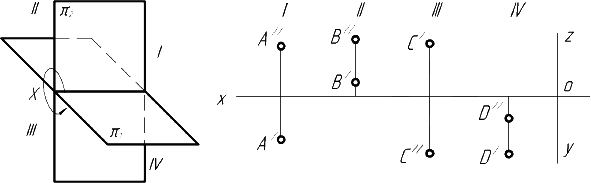 II π₂ I II III IV
I A″ B″ C′ z
X B′ x o
III π₁ A′ D″ y
IV C″ D′